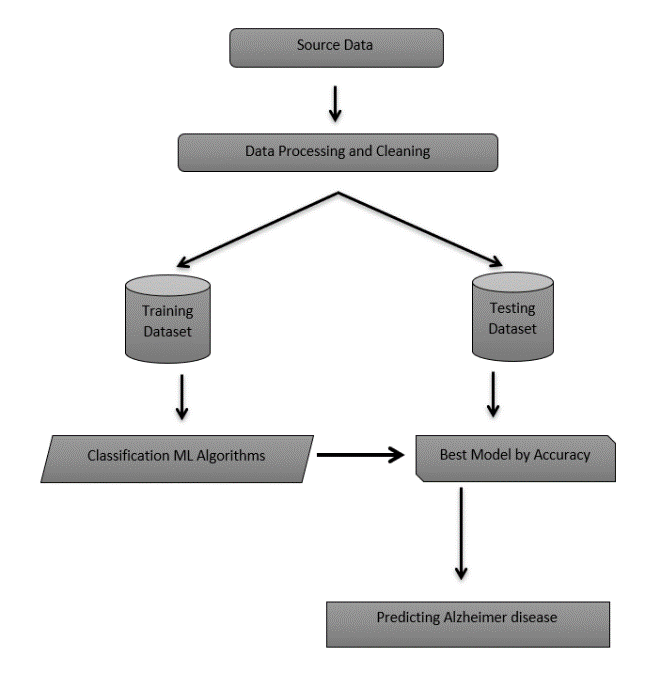 Source Data
Data Processing and Cleaning
Training
Dataset
Testing
Dataset
Classification ML Algorithms
Best Model by Accuracy
Predicting Alzheimer disease